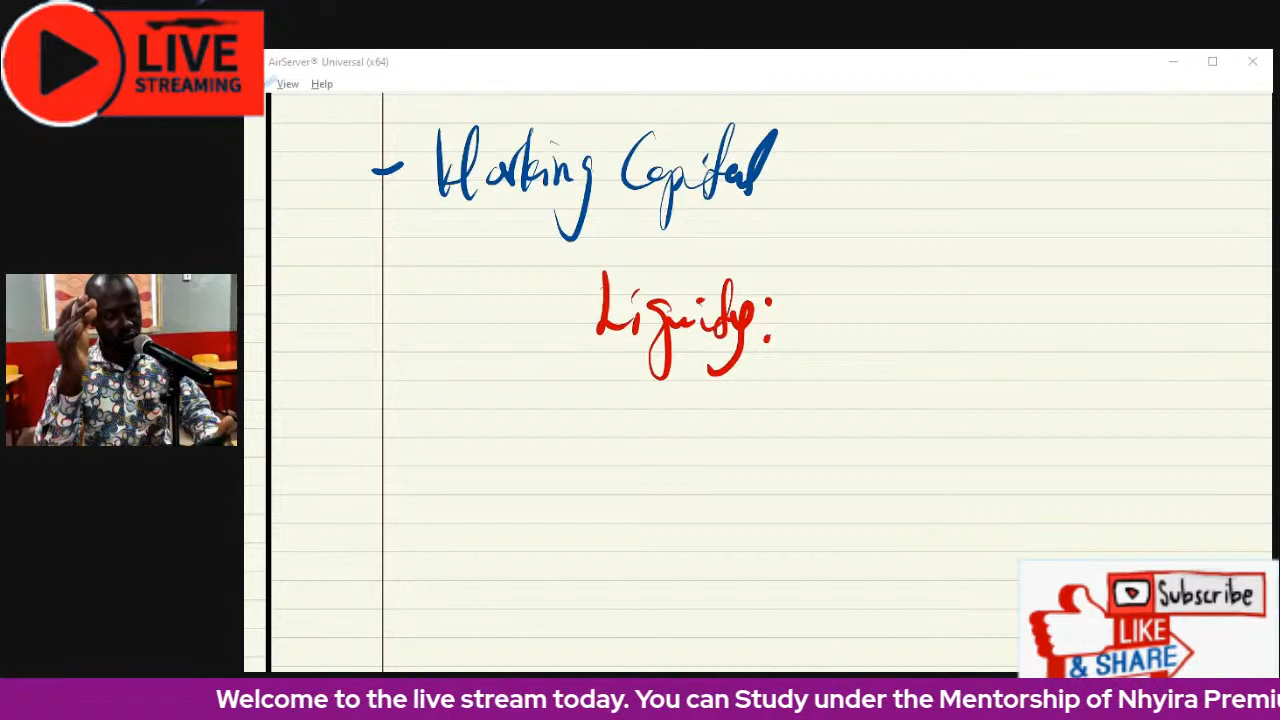 LIVE
STREAMING
AirServer® Universal (x64)
View Help
- Working Capital
Liquidity:
Subscribe
LIKE
& SHARE
Welcome to the live stream today. You can Study under the Mentorship of Nhyira Premi